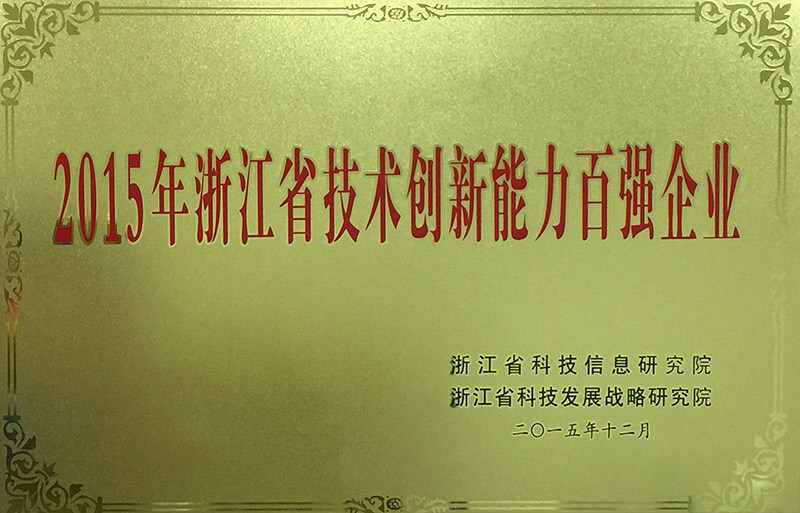 2015年浙江省技术创新能力百强企业
浙江省科技信息研究院
浙江省科技发展战略研究院
二〇一五年十二月